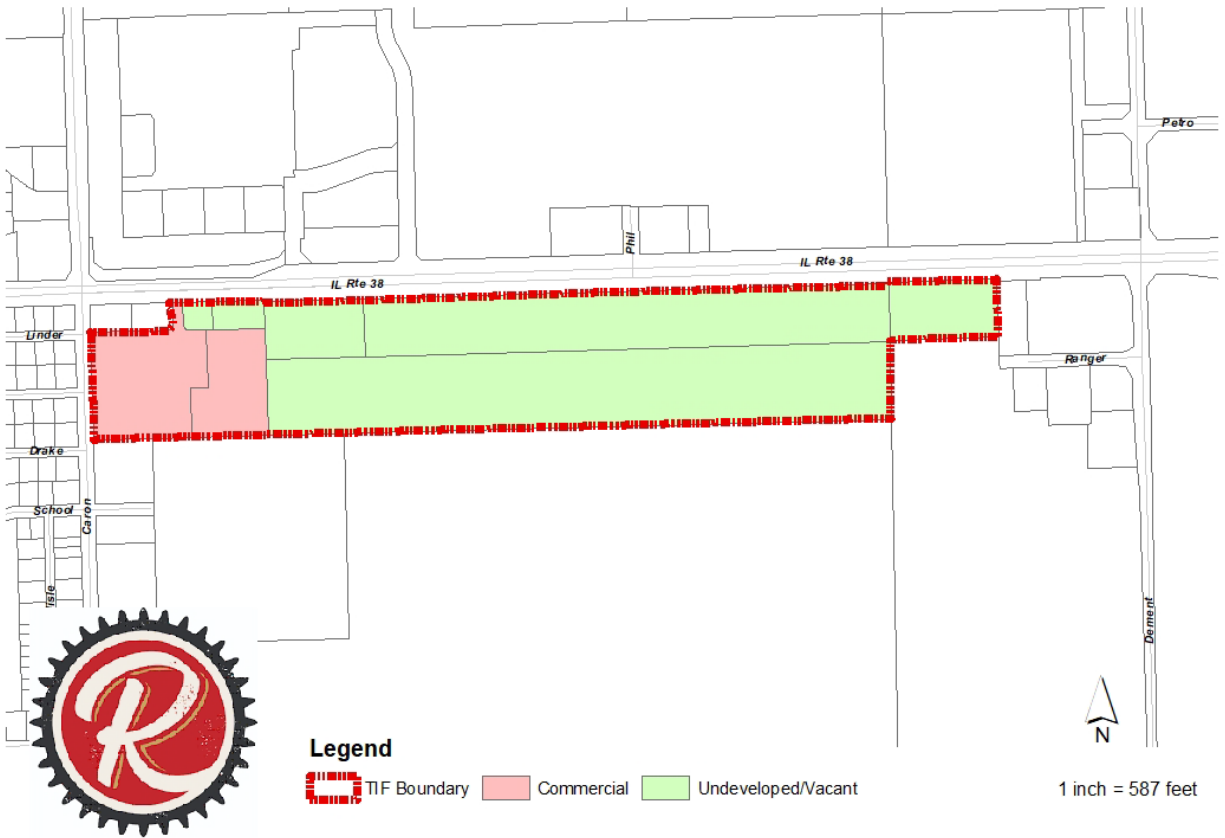 Petro
Phil
IL Rte 38
IL Rte 38
Linder
Ranger
Drake
School
Caron
isle
Dement
R
N
Legend
TIF Boundary
Commercial
Undeveloped/Vacant
1 inch = 587 feet